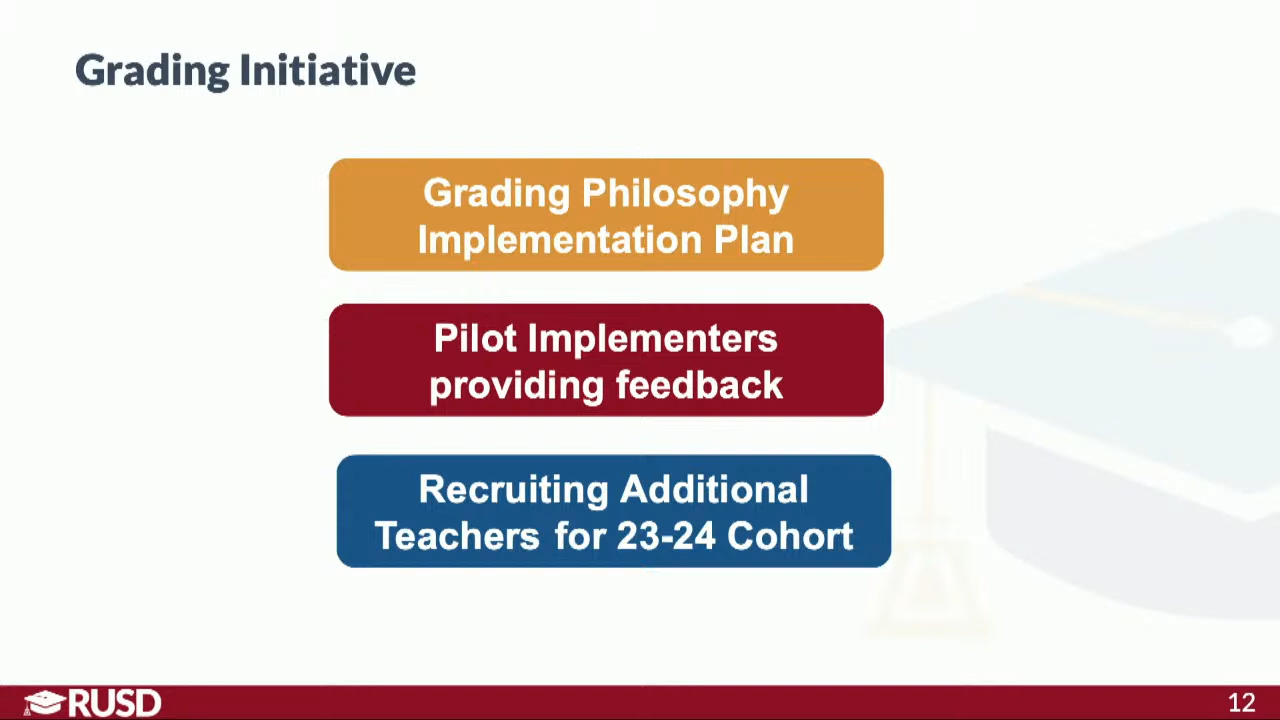 Grading Initiative
Grading Philosophy
Implementation Plan
Pilot Implementers
providing feedback
Recruiting Additional
Teachers for 23-24 Cohort
RUSD
12